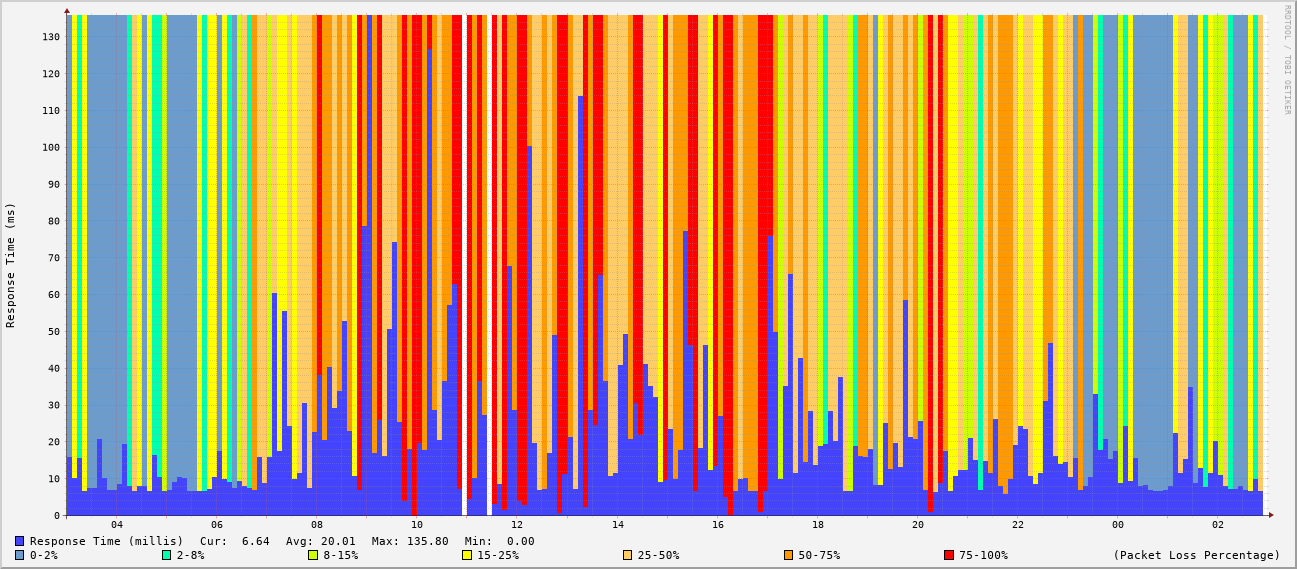 RRDTOOL / TOBI OETIKER
Response Time (ms)
130
120
110
100
90
80
70
60
50
40
30
20
10
0
04 06 08 10 12 14 16 18 20 22 00 02
Response Time (millis) Cur: 6.64 Avg: 20.01 Max: 135.80 Min: 0.00
0-2% 2-8% 8-15% 15-25% 25-50% 50-75% 75-100% (Packet Loss Percentage)